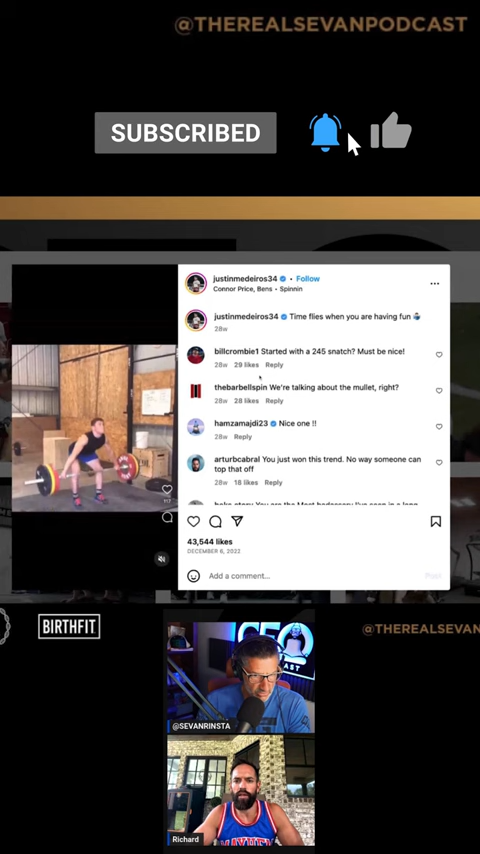 @THEREALSEVANPODCAST
SUBSCRIBED
justinmedeiros34 • Follow
Connor Price, Bens • Spinnin
justinmedeiros34 Time flies when you are having fun
28w
billcrombie1 Started with a 245 snatch? Must be nice!
28w 29 likes Reply
thebarbellspin We're talking about the mullet, right?
28w 28 likes Reply
hamzamajdi23 Nice one !!
28w Reply
arturbcabral You just won this trend. No way someone can
top that off
28w 18 likes Reply
43,544 likes
DECEMBER 6, 2022
Add a comment...
Post
BIRTHFIT
@THEREALSEVAN
CEO
CAST
@SEVANRINSTA
Richard